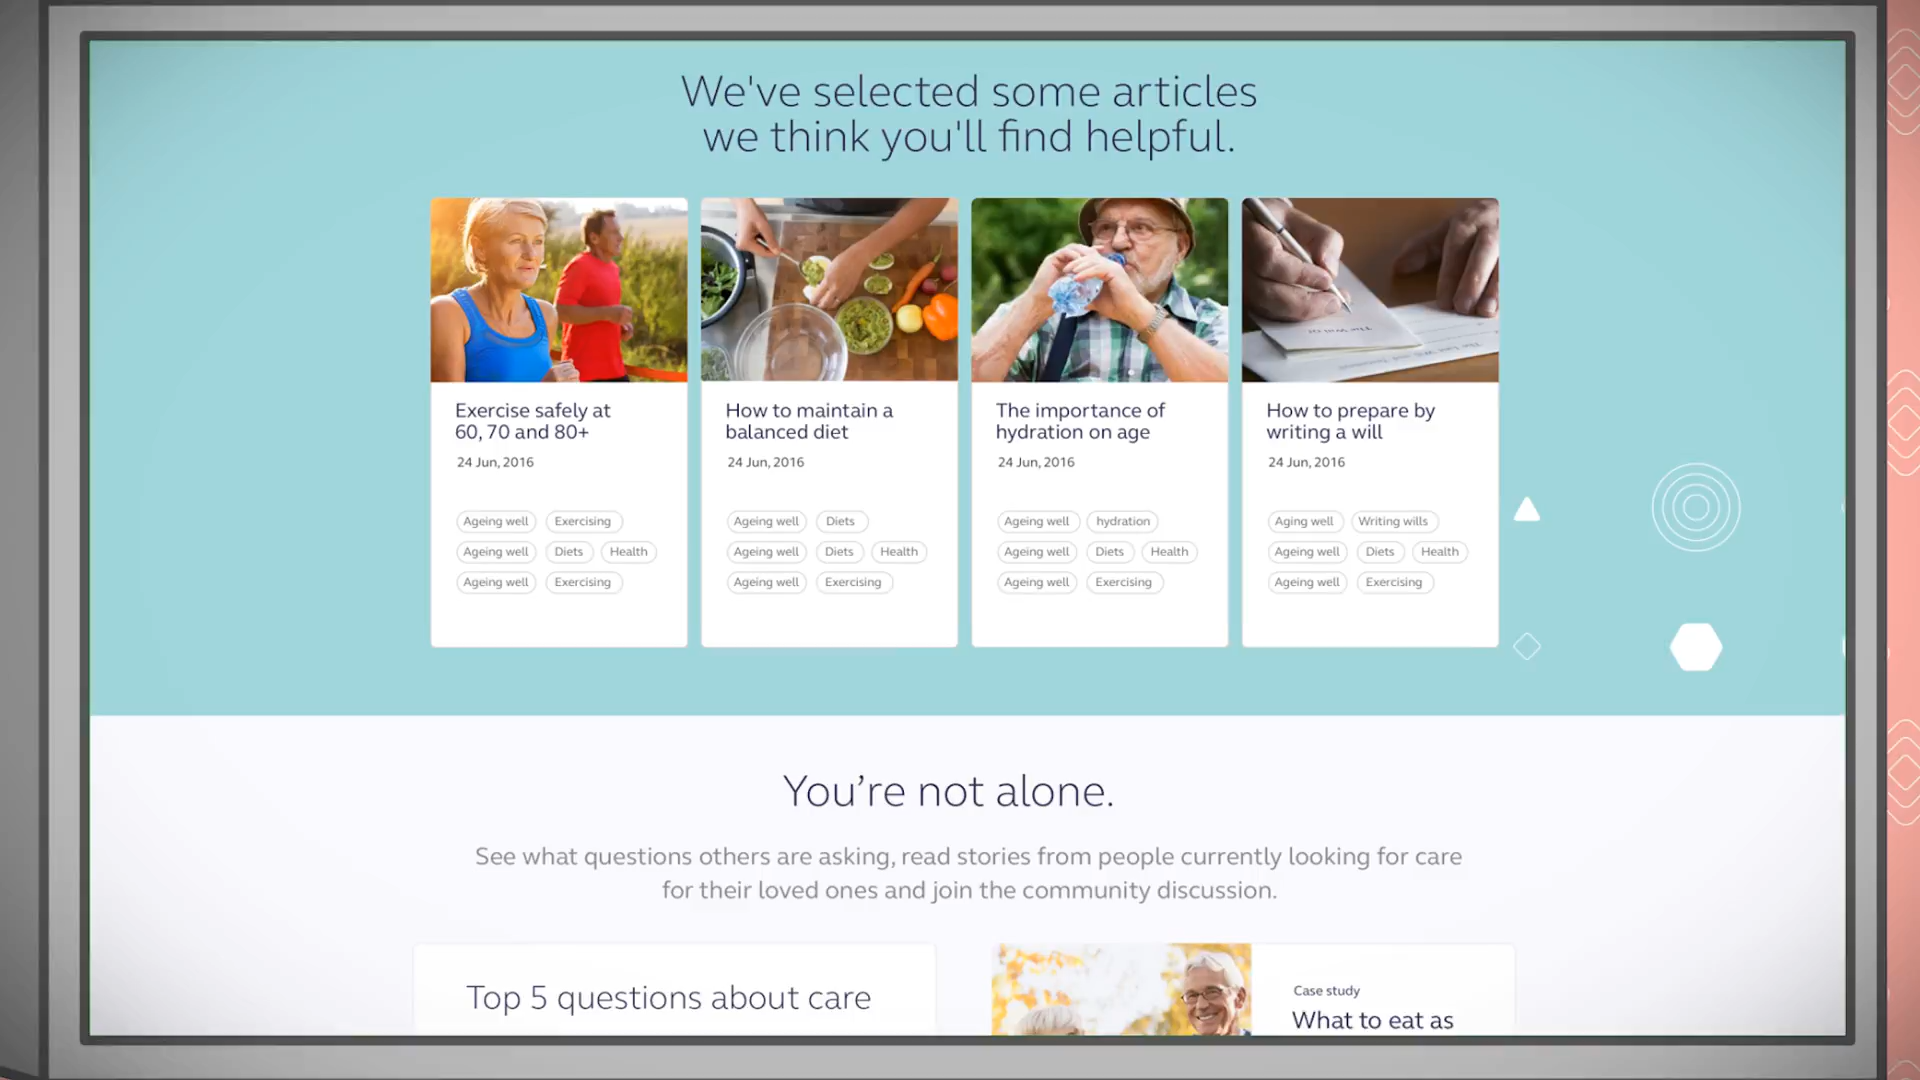 We've selected some articles
we think you'll find helpful.
Exercise safely at
60, 70 and 80+
24 Jun, 2016
Ageing well Exercising
Ageing well Diets Health
Ageing well Exercising
How to maintain a
balanced diet
24 Jun, 2016
Ageing well Diets
Ageing well Diets Health
Ageing well Exercising
The importance of
hydration on age
24 Jun, 2016
Ageing well hydration
Ageing well Diets Health
Ageing well Exercising
How to prepare by
writing a will
24 Jun, 2016
Aging well Writing wills
Ageing well Diets Health
Ageing well Exercising
You’re not alone.
See what questions others are asking, read stories from people currently looking for care
for their loved ones and join the community discussion.
Top 5 questions about care
Case study
What to eat as